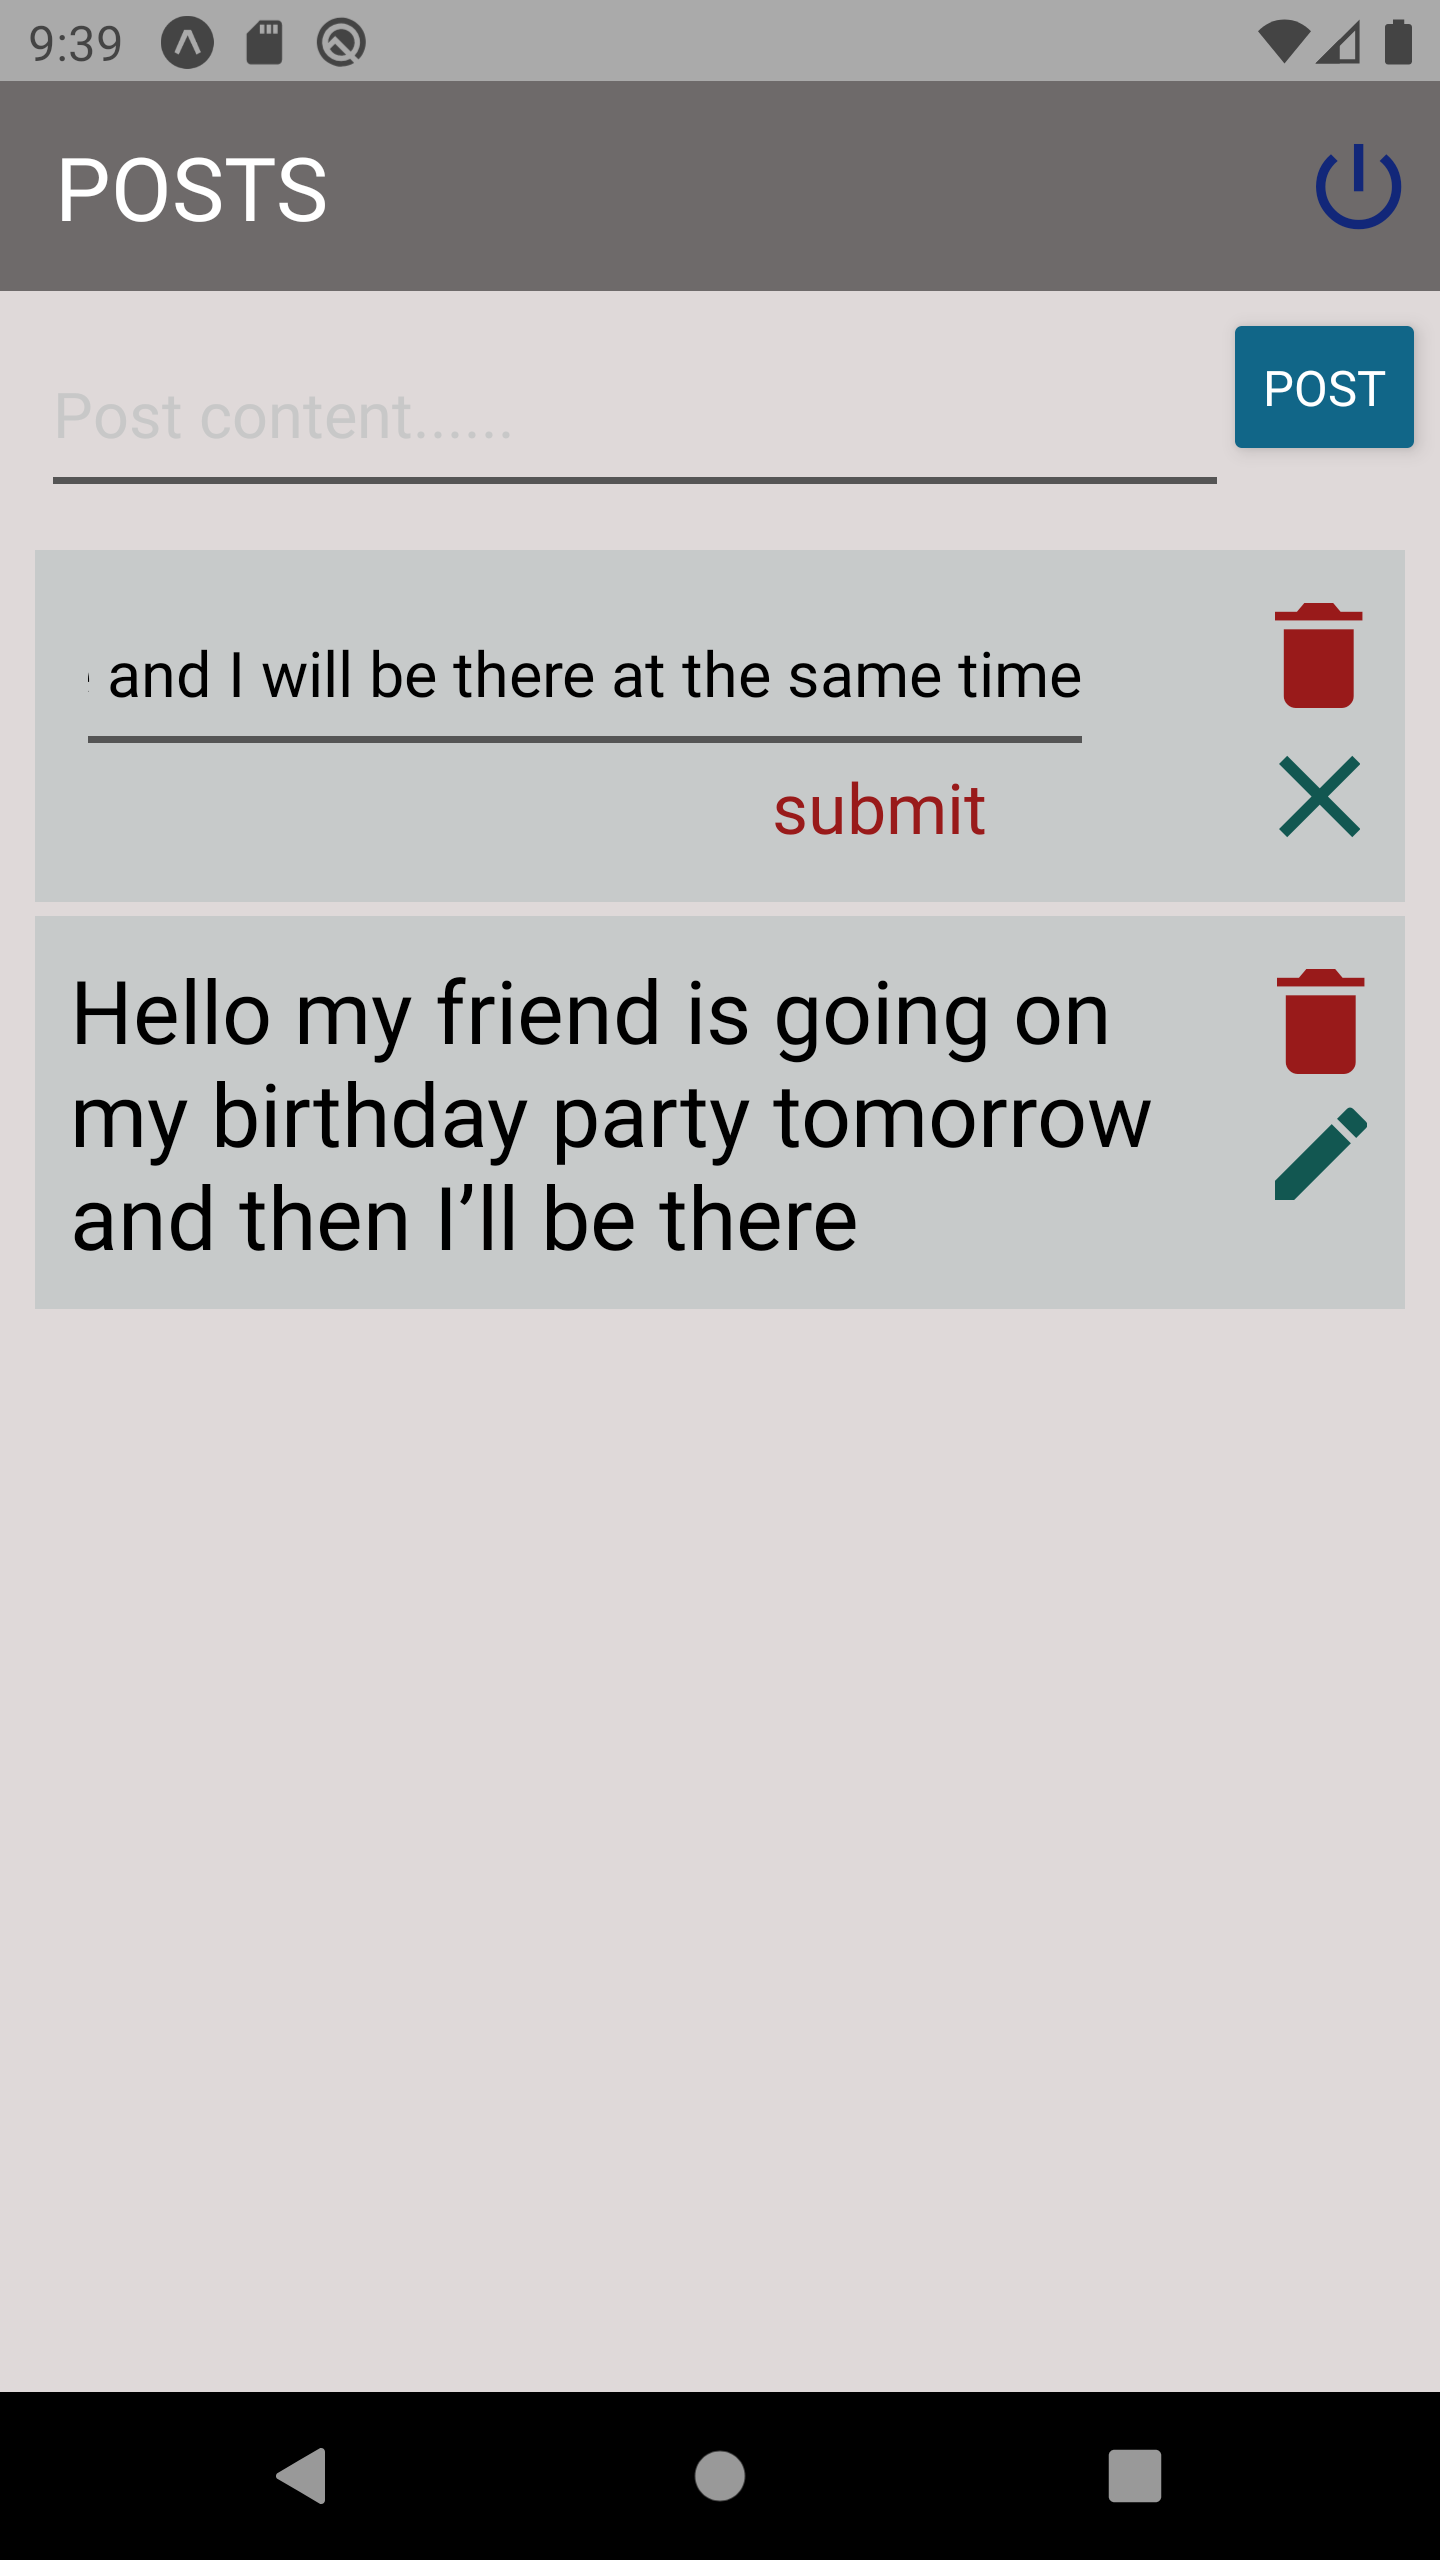 9:39
POSTS
POST
Post content......
and I will be there at the same time
submit
Hello my friend is going on
my birthday party tomorrow
and then I’ll be there